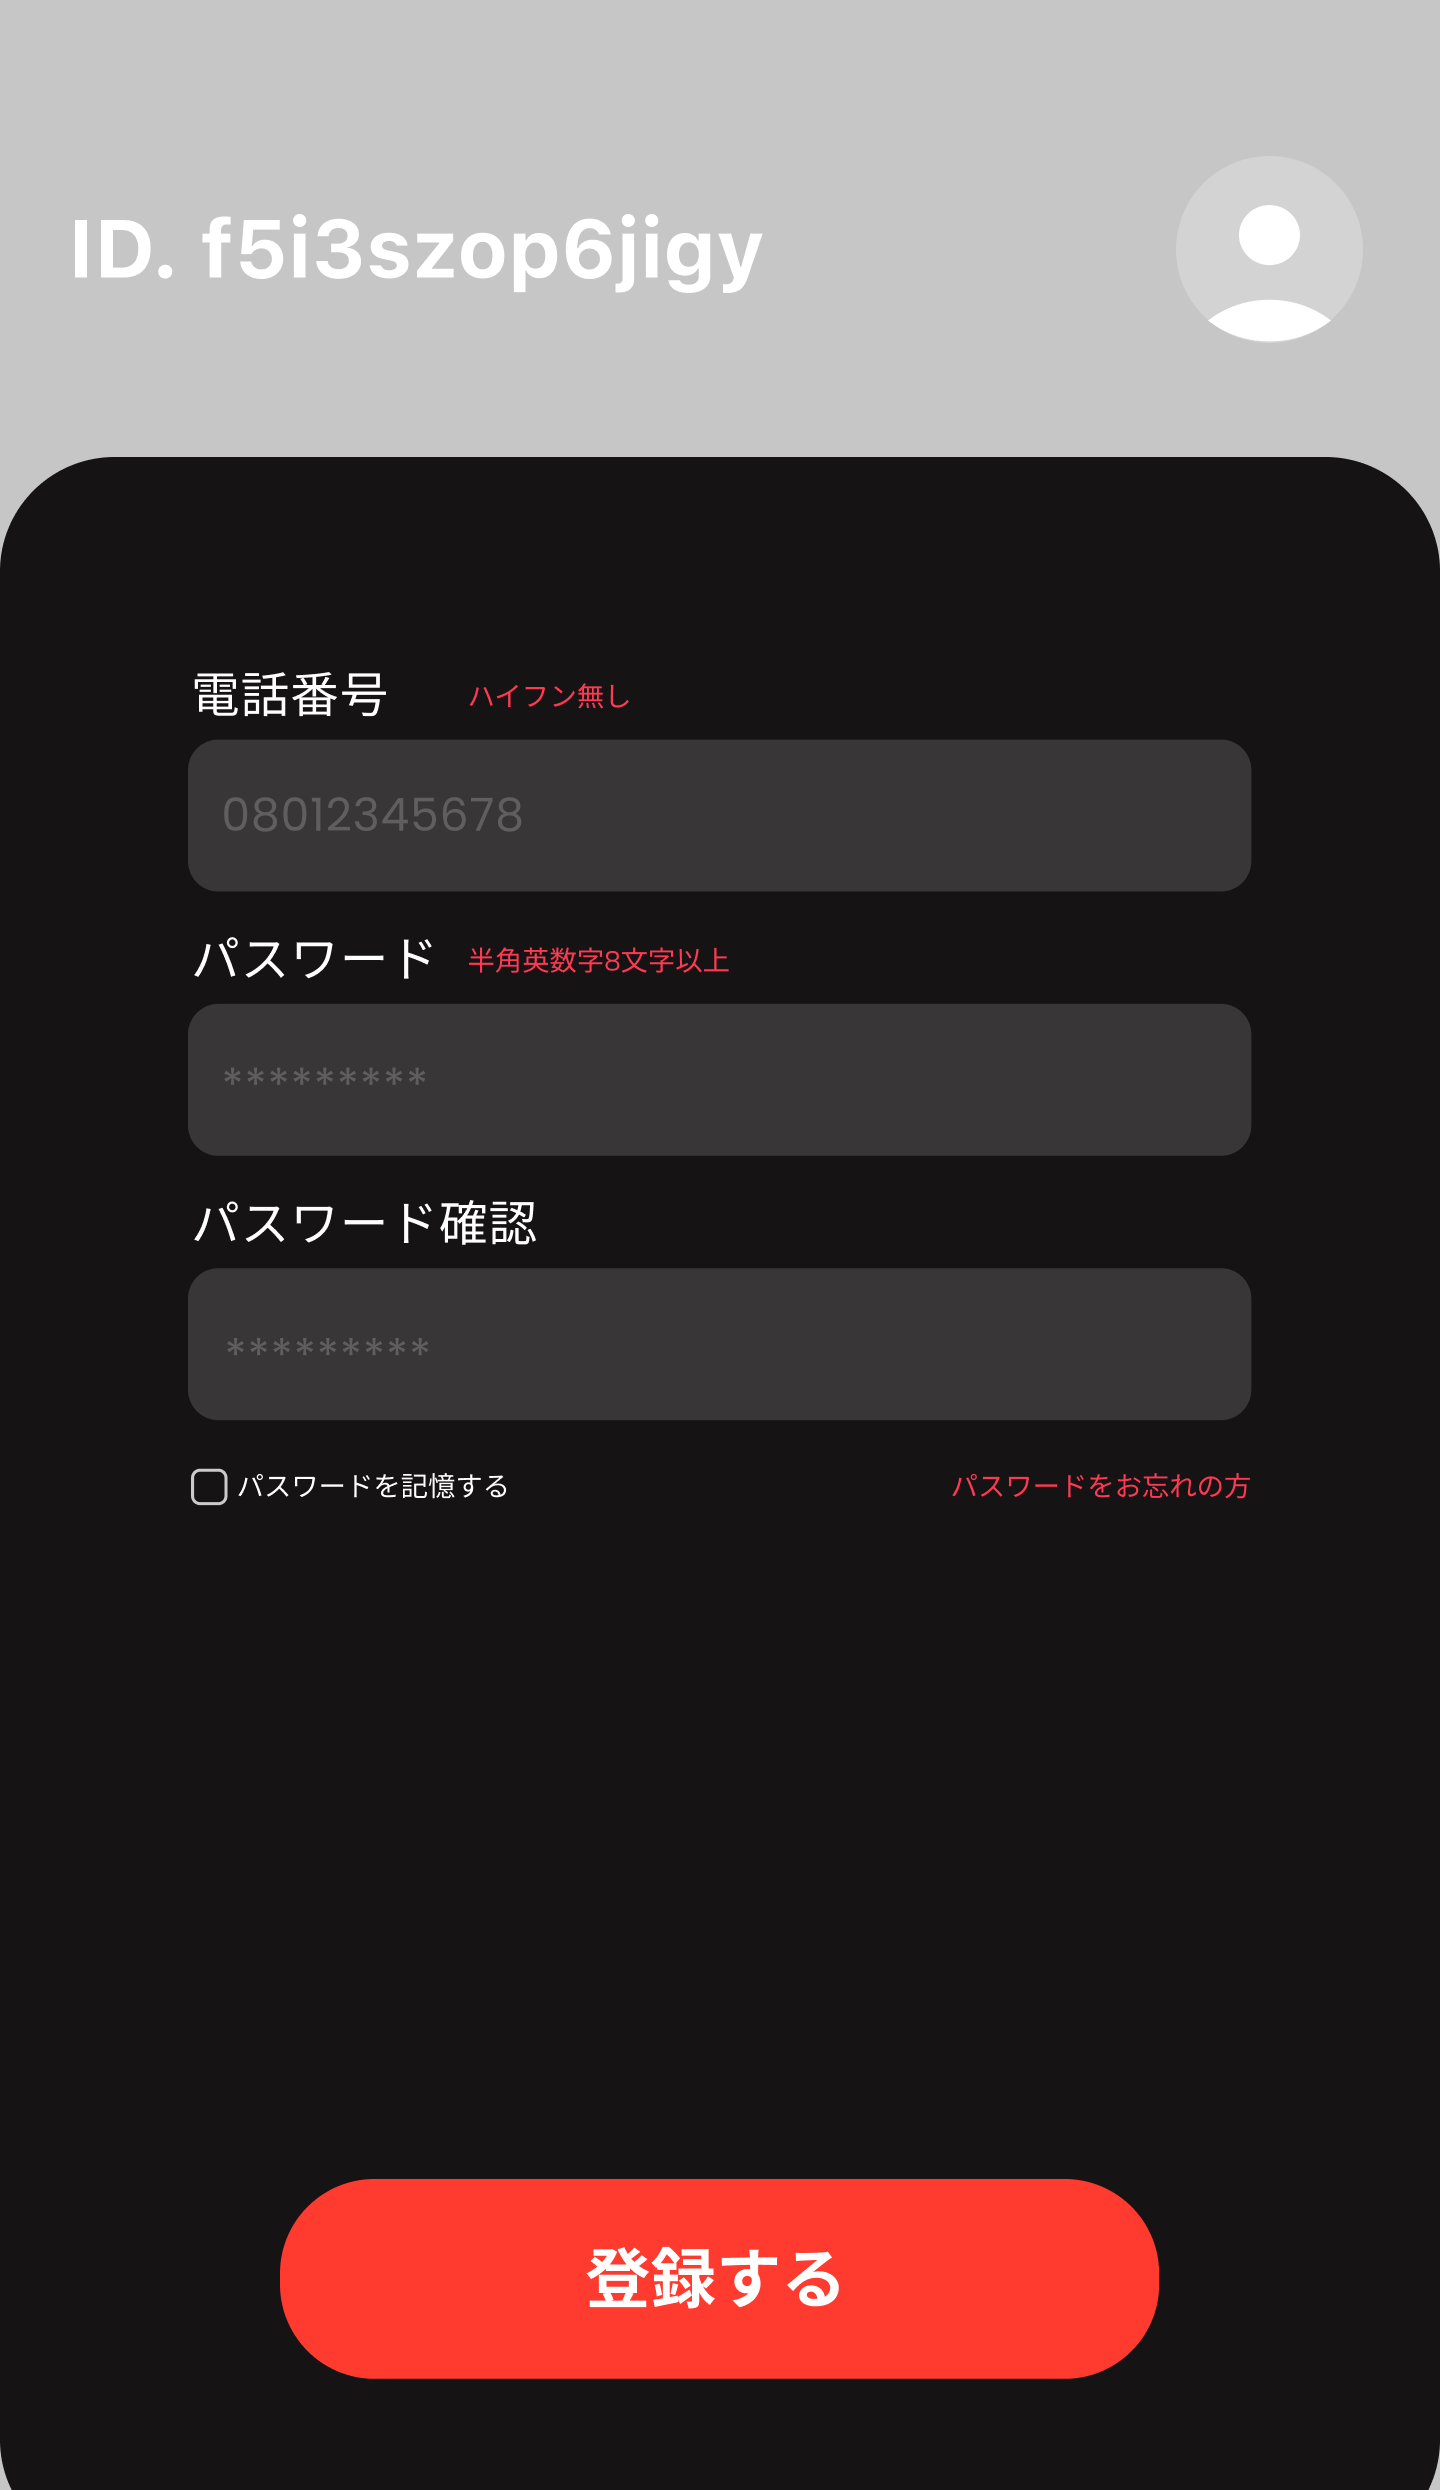 ID. f5i3szop6jigy
電話番号 ハイフン無し
08012345678
パスワード 半角英数字8文字以上
*********
パスワード確認
*********
パスワードを記憶する パスワードをお忘れの方
登録する